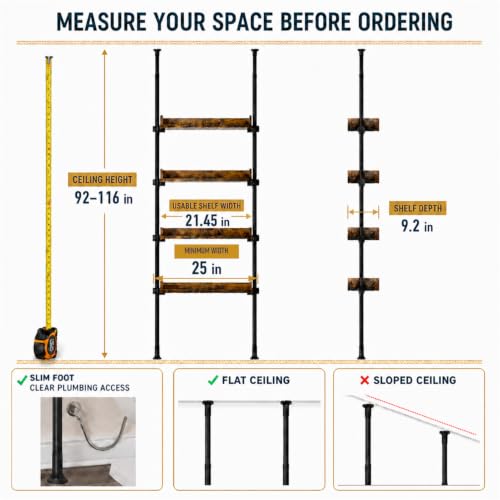 MEASURE YOUR SPACE BEFORE ORDERING
CEILING HEIGHT
92–116 in
USABLE SHELF WIDTH
21.45 in
MINIMUM WIDTH
25 in
SHELF DEPTH
9.2 in
SLIM FOOT
CLEAR PLUMBING ACCESS
FLAT CEILING
SLOPED CEILING